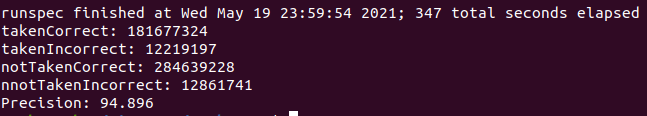 runspec finished at Wed May 19 23:59:54 2021; 347 total seconds elapsed
takenCorrect: 181677324
takenIncorrect: 12219197
notTakenCorrect: 284639228
nnotTakenIncorrect: 12861741
Precision: 94.896